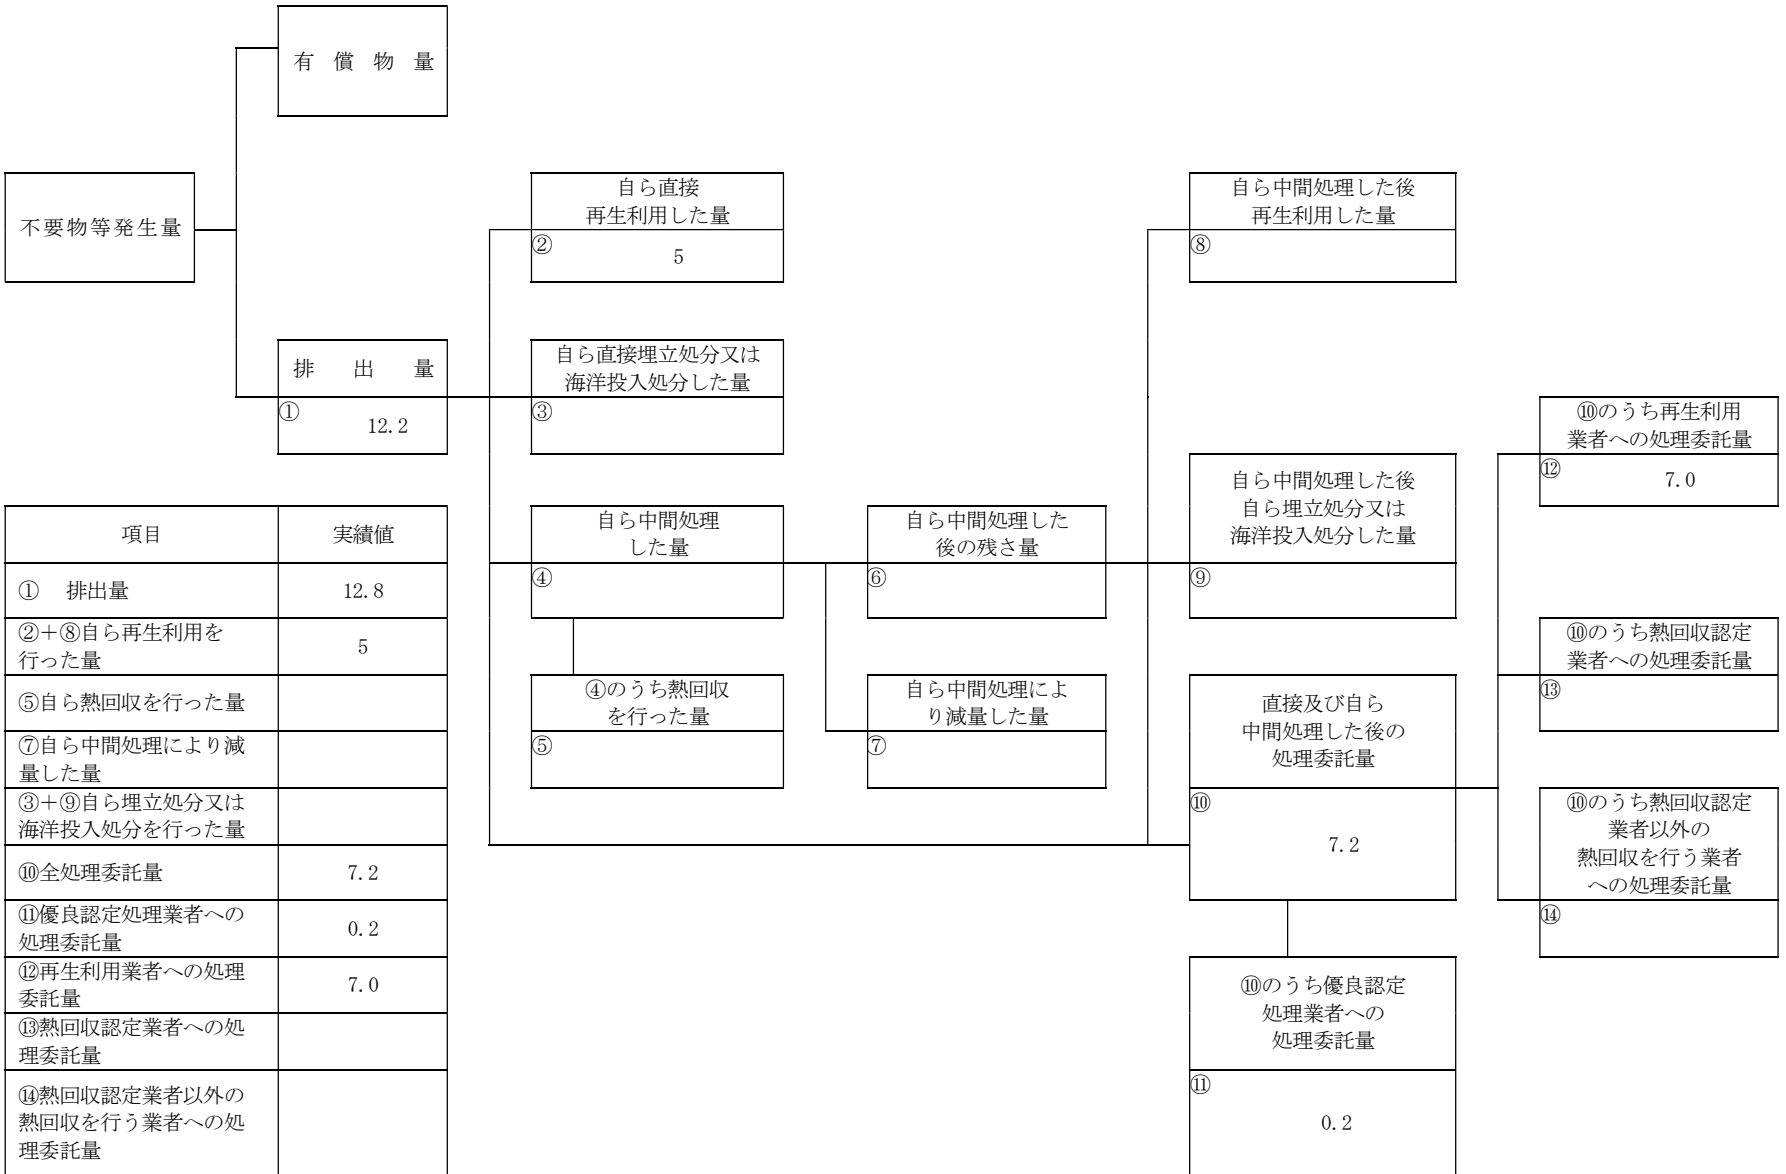 有償物量
不要物等発生量
自ら直接
再生利用した量
②
5
自ら中間処理した後
再生利用した量
⑧
排出量
①
12.2
自ら直接埋立処分又は
海洋投入処分した量
③
⑩のうち再生利用
業者への処理委託量
⑫
7.0
自ら中間処理した後
自ら埋立処分又は
海洋投入処分した量
⑨
自ら中間処理
した量
④
自ら中間処理した
後の残さ量
⑥
④のうち熱回収
を行った量
⑤
自ら中間処理によ
り減量した量
⑦
⑩のうち熱回収認定
業者への処理委託量
⑬
直接及び自ら
中間処理した後の
処理委託量
⑩
7.2
⑩のうち熱回収認定
業者以外の
熱回収を行う業者
への処理委託量
⑭
⑩のうち優良認定
処理業者への
処理委託量
⑪
0.2
項目 実績値
① 排出量 12.8
②+⑧自ら再生利用を
行った量
5
⑤自ら熱回収を行った量
⑦自ら中間処理により減
量した量
③+⑨自ら埋立処分又は
海洋投入処分を行った量
⑩全処理委託量 7.2
⑪優良認定処理業者への
処理委託量
0.2
⑫再生利用業者への処理
委託量
7.0
⑬熱回収認定業者への処
理委託量
⑭熱回収認定業者以外の
熱回収を行う業者への処
理委託量